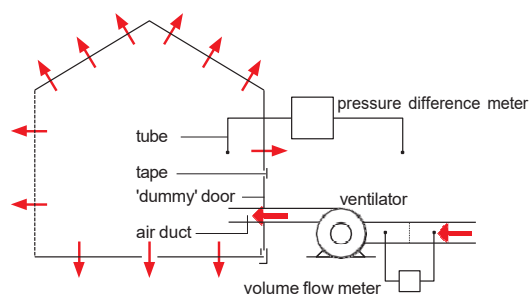 pressure difference meter
tube
tape
'dummy' door
ventilator
air duct
volume flow meter